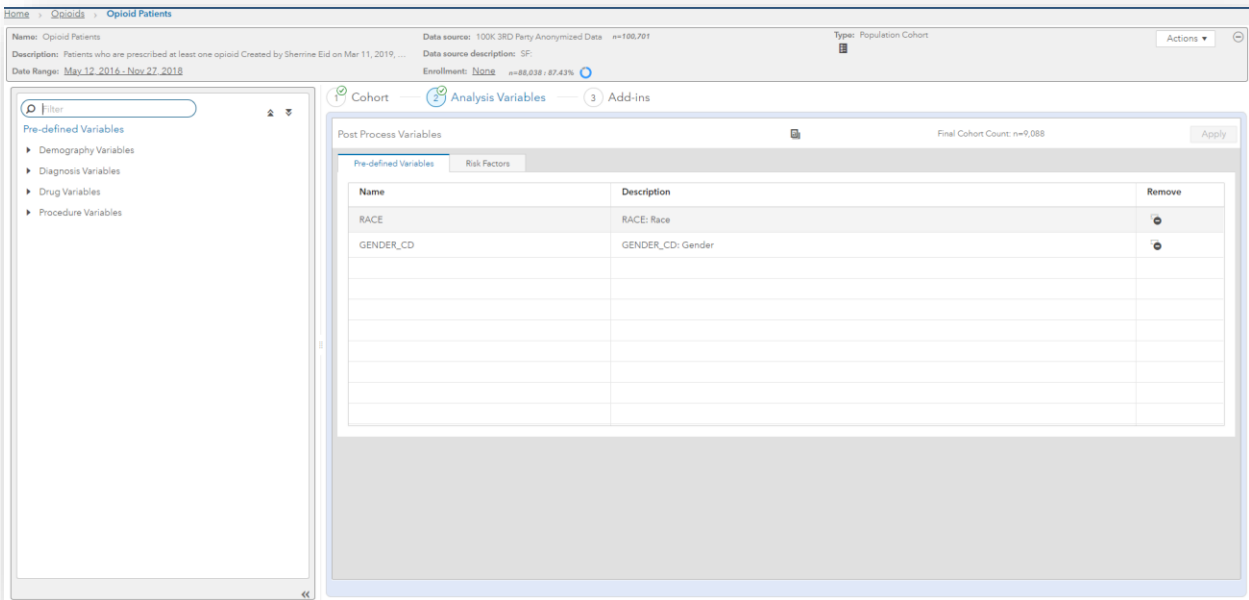 Home › Opioids › Opioid Patients
Name: Opioid Patients
Description: Patients who are prescribed at least one opioid Created by Sherrine Eid on Mar 11, 2019, ...
Date Range: May 12, 2016 - Nov 27, 2018
Data source: 100K 3RD Party Anonymized Data n=100,701
Data source description: SF:
Enrollment: None n=88,038 : 87.43%
Type: Population Cohort
Actions ▼
Filter
Pre-defined Variables
Demography Variables
Diagnosis Variables
Drug Variables
Procedure Variables
1 Cohort 2 Analysis Variables 3 Add-ins
Post Process Variables Final Cohort Count: n=9,088 Apply
Pre-defined Variables Risk Factors
Name Description Remove
RACE RACE: Race
GENDER_CD GENDER_CD: Gender